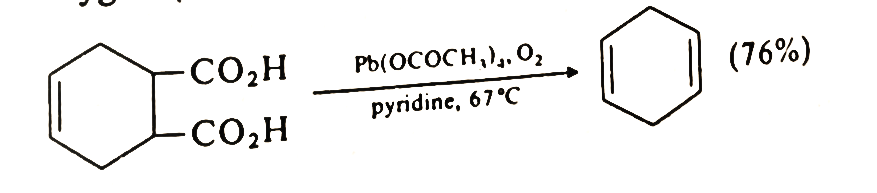 CO₂H
Pb(OCOCH₃)₄, O₂
(76%)
CO₂H
pyridine, 67°C